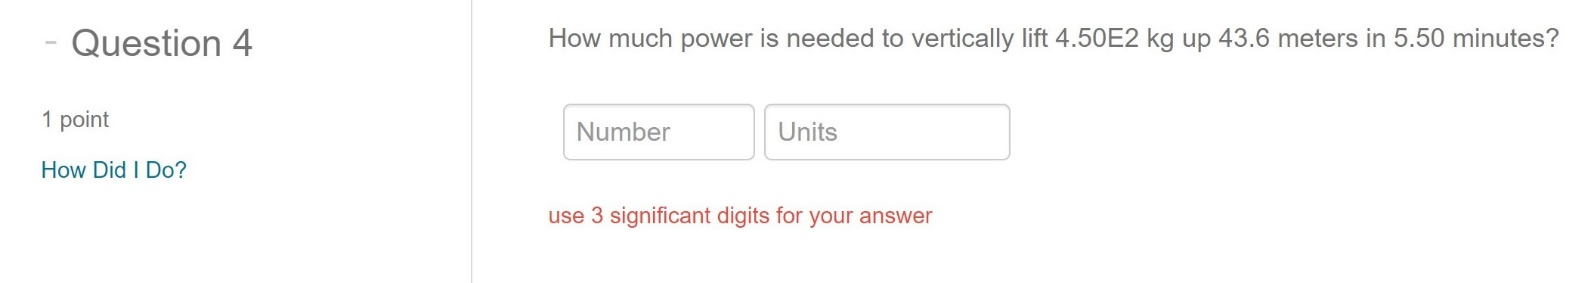 - Question 4
1 point
How Did I Do?
How much power is needed to vertically lift 4.50E2 kg up 43.6 meters in 5.50 minutes?
Number
Units
use 3 significant digits for your answer